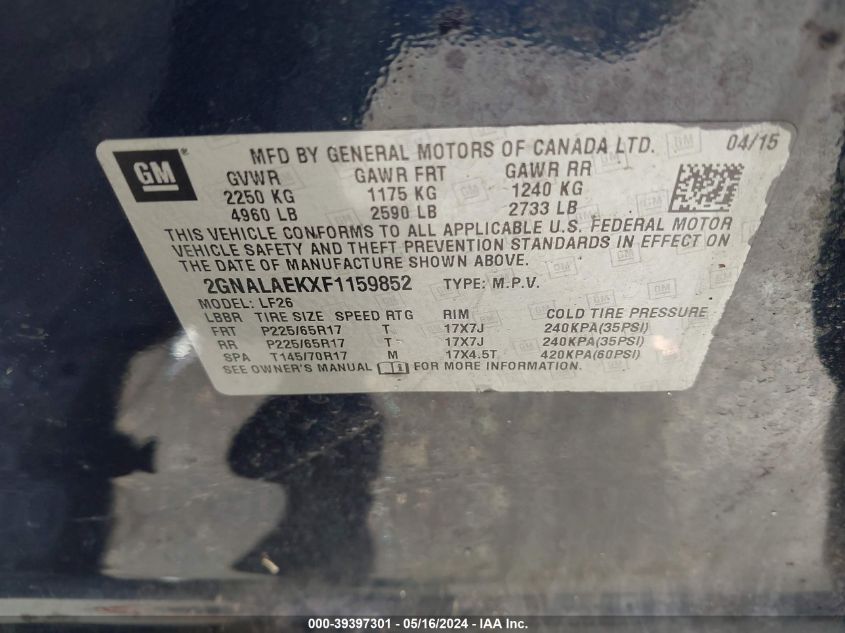 GM ® MFD BY GENERAL MOTORS OF CANADA LTD. 04/15
GVWR GAWR FRT GAWR RR
2250 KG 1175 KG 1240 KG
4960 LB 2590 LB 2733 LB
THIS VEHICLE CONFORMS TO ALL APPLICABLE U.S. FEDERAL MOTOR
VEHICLE SAFETY AND THEFT PREVENTION STANDARDS IN EFFECT ON
THE DATE OF MANUFACTURE SHOWN ABOVE.
2GNALAEKXF1159852 TYPE: M.P.V.
MODEL: LF26
LBBR TIRE SIZE SPEED RTG RIM COLD TIRE PRESSURE
FRT P225/65R17 T 17X7J 240KPA(35PSI)
RR P225/65R17 T 17X7J 240KPA(35PSI)
SPA T145/70R17 M 17X4.5T 420KPA(60PSI)
SEE OWNER'S MANUAL FOR MORE INFORMATION.
000-39397301 - 05/16/2024 - IAA Inc.